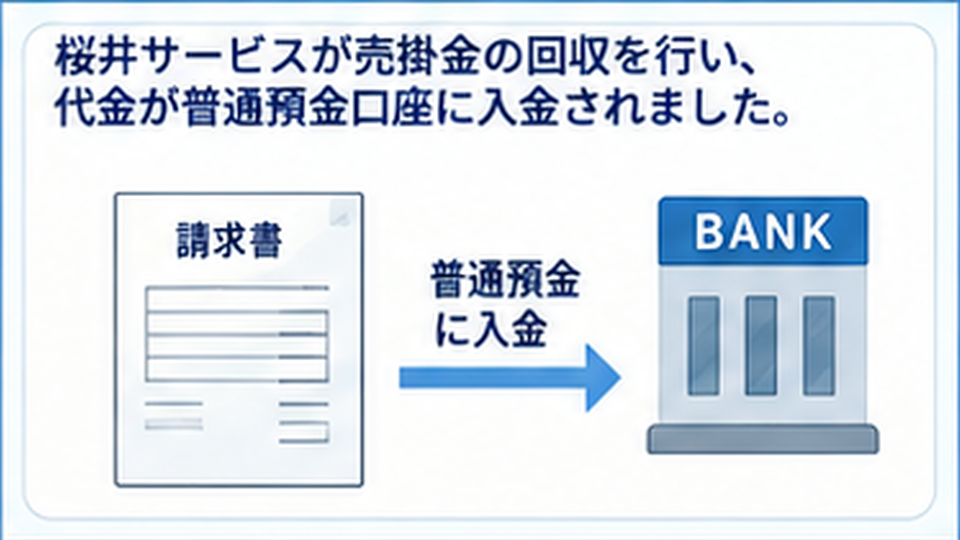 桜井サービスが売掛金の回収を行い、
代金が普通預金口座に入金されました。
請求書
普通預金
に入金
BANK